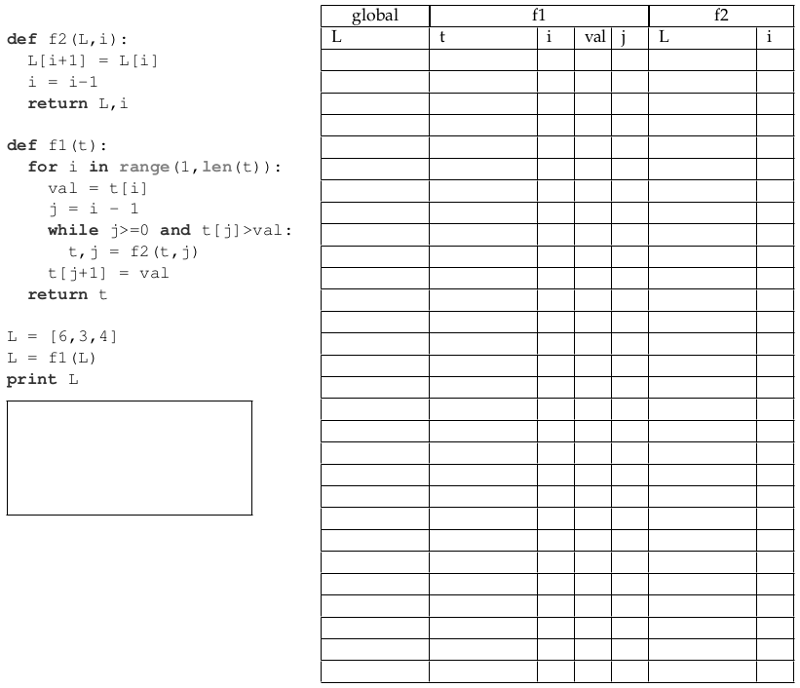 def f2(L,i):
  L[i+1] = L[i]
  i = i-1
  return L,i

def f1(t):
  for i in range(1,len(t)):
    val = t[i]
    j = i - 1
    while j>=0 and t[j]>val:
      t,j = f2(t,j)
    t[j+1] = val
  return t

L = [6,3,4]
L = f1(L)
print L
global f1 f2
L t i val j L i